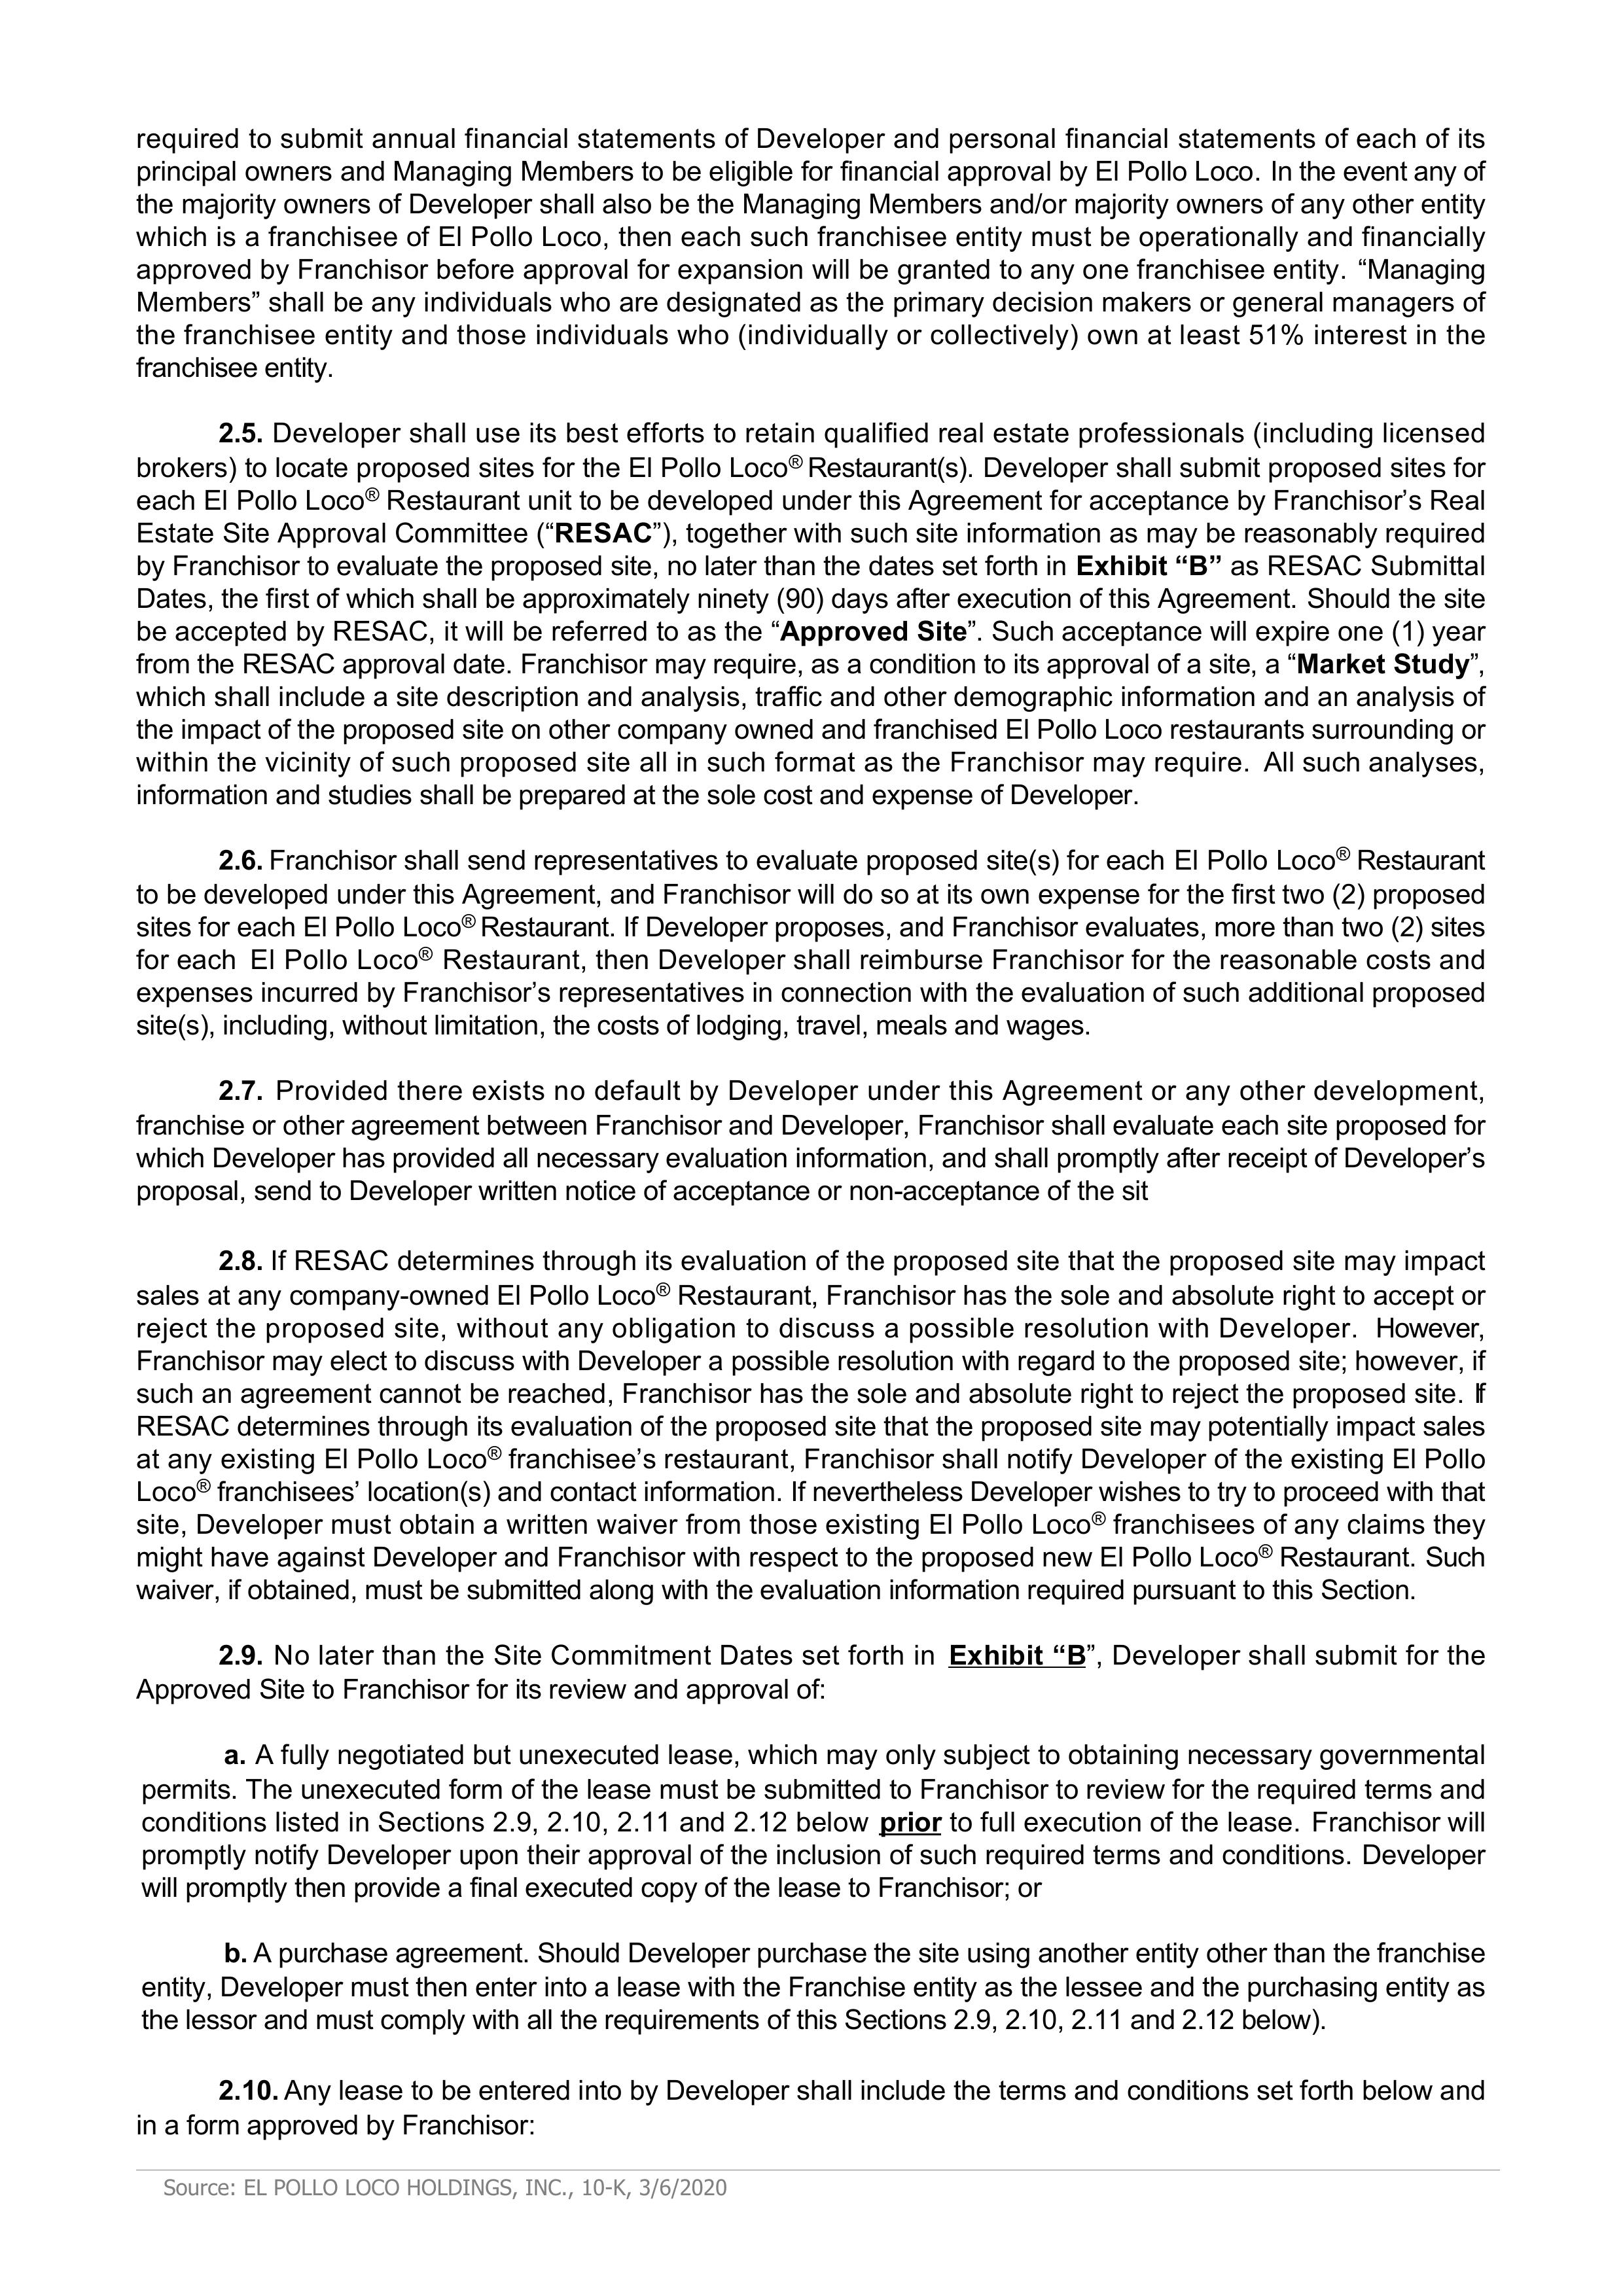 required to submit annual financial statements of Developer and personal financial statements of each of its
principal owners and Managing Members to be eligible for financial approval by El Pollo Loco. In the event any of
the majority owners of Developer shall also be the Managing Members and/or majority owners of any other entity
which is a franchisee of El Pollo Loco, then each such franchisee entity must be operationally and financially
approved by Franchisor before approval for expansion will be granted to any one franchisee entity. “Managing
Members” shall be any individuals who are designated as the primary decision makers or general managers of
the franchisee entity and those individuals who (individually or collectively) own at least 51% interest in the
franchisee entity.
2.5. Developer shall use its best efforts to retain qualified real estate professionals (including licensed
brokers) to locate proposed sites for the El Pollo Loco® Restaurant(s). Developer shall submit proposed sites for
each El Pollo Loco® Restaurant unit to be developed under this Agreement for acceptance by Franchisor’s Real
Estate Site Approval Committee (“RESAC”), together with such site information as may be reasonably required
by Franchisor to evaluate the proposed site, no later than the dates set forth in Exhibit “B” as RESAC Submittal
Dates, the first of which shall be approximately ninety (90) days after execution of this Agreement. Should the site
be accepted by RESAC, it will be referred to as the “Approved Site”. Such acceptance will expire one (1) year
from the RESAC approval date. Franchisor may require, as a condition to its approval of a site, a “Market Study”,
which shall include a site description and analysis, traffic and other demographic information and an analysis of
the impact of the proposed site on other company owned and franchised El Pollo Loco restaurants surrounding or
within the vicinity of such proposed site all in such format as the Franchisor may require. All such analyses,
information and studies shall be prepared at the sole cost and expense of Developer.
2.6. Franchisor shall send representatives to evaluate proposed site(s) for each El Pollo Loco® Restaurant
to be developed under this Agreement, and Franchisor will do so at its own expense for the first two (2) proposed
sites for each El Pollo Loco® Restaurant. If Developer proposes, and Franchisor evaluates, more than two (2) sites
for each El Pollo Loco® Restaurant, then Developer shall reimburse Franchisor for the reasonable costs and
expenses incurred by Franchisor’s representatives in connection with the evaluation of such additional proposed
site(s), including, without limitation, the costs of lodging, travel, meals and wages.
2.7. Provided there exists no default by Developer under this Agreement or any other development,
franchise or other agreement between Franchisor and Developer, Franchisor shall evaluate each site proposed for
which Developer has provided all necessary evaluation information, and shall promptly after receipt of Developer’s
proposal, send to Developer written notice of acceptance or non-acceptance of the sit
2.8. If RESAC determines through its evaluation of the proposed site that the proposed site may impact
sales at any company-owned El Pollo Loco® Restaurant, Franchisor has the sole and absolute right to accept or
reject the proposed site, without any obligation to discuss a possible resolution with Developer. However,
Franchisor may elect to discuss with Developer a possible resolution with regard to the proposed site; however, if
such an agreement cannot be reached, Franchisor has the sole and absolute right to reject the proposed site. If
RESAC determines through its evaluation of the proposed site that the proposed site may potentially impact sales
at any existing El Pollo Loco® franchisee’s restaurant, Franchisor shall notify Developer of the existing El Pollo
Loco® franchisees’ location(s) and contact information. If nevertheless Developer wishes to try to proceed with that
site, Developer must obtain a written waiver from those existing El Pollo Loco® franchisees of any claims they
might have against Developer and Franchisor with respect to the proposed new El Pollo Loco® Restaurant. Such
waiver, if obtained, must be submitted along with the evaluation information required pursuant to this Section.
2.9. No later than the Site Commitment Dates set forth in Exhibit “B”, Developer shall submit for the
Approved Site to Franchisor for its review and approval of:
a. A fully negotiated but unexecuted lease, which may only subject to obtaining necessary governmental
permits. The unexecuted form of the lease must be submitted to Franchisor to review for the required terms and
conditions listed in Sections 2.9, 2.10, 2.11 and 2.12 below prior to full execution of the lease. Franchisor will
promptly notify Developer upon their approval of the inclusion of such required terms and conditions. Developer
will promptly then provide a final executed copy of the lease to Franchisor; or
b. A purchase agreement. Should Developer purchase the site using another entity other than the franchise
entity, Developer must then enter into a lease with the Franchise entity as the lessee and the purchasing entity as
the lessor and must comply with all the requirements of this Sections 2.9, 2.10, 2.11 and 2.12 below).
2.10. Any lease to be entered into by Developer shall include the terms and conditions set forth below and
in a form approved by Franchisor:
Source: EL POLLO LOCO HOLDINGS, INC., 10-K, 3/6/2020